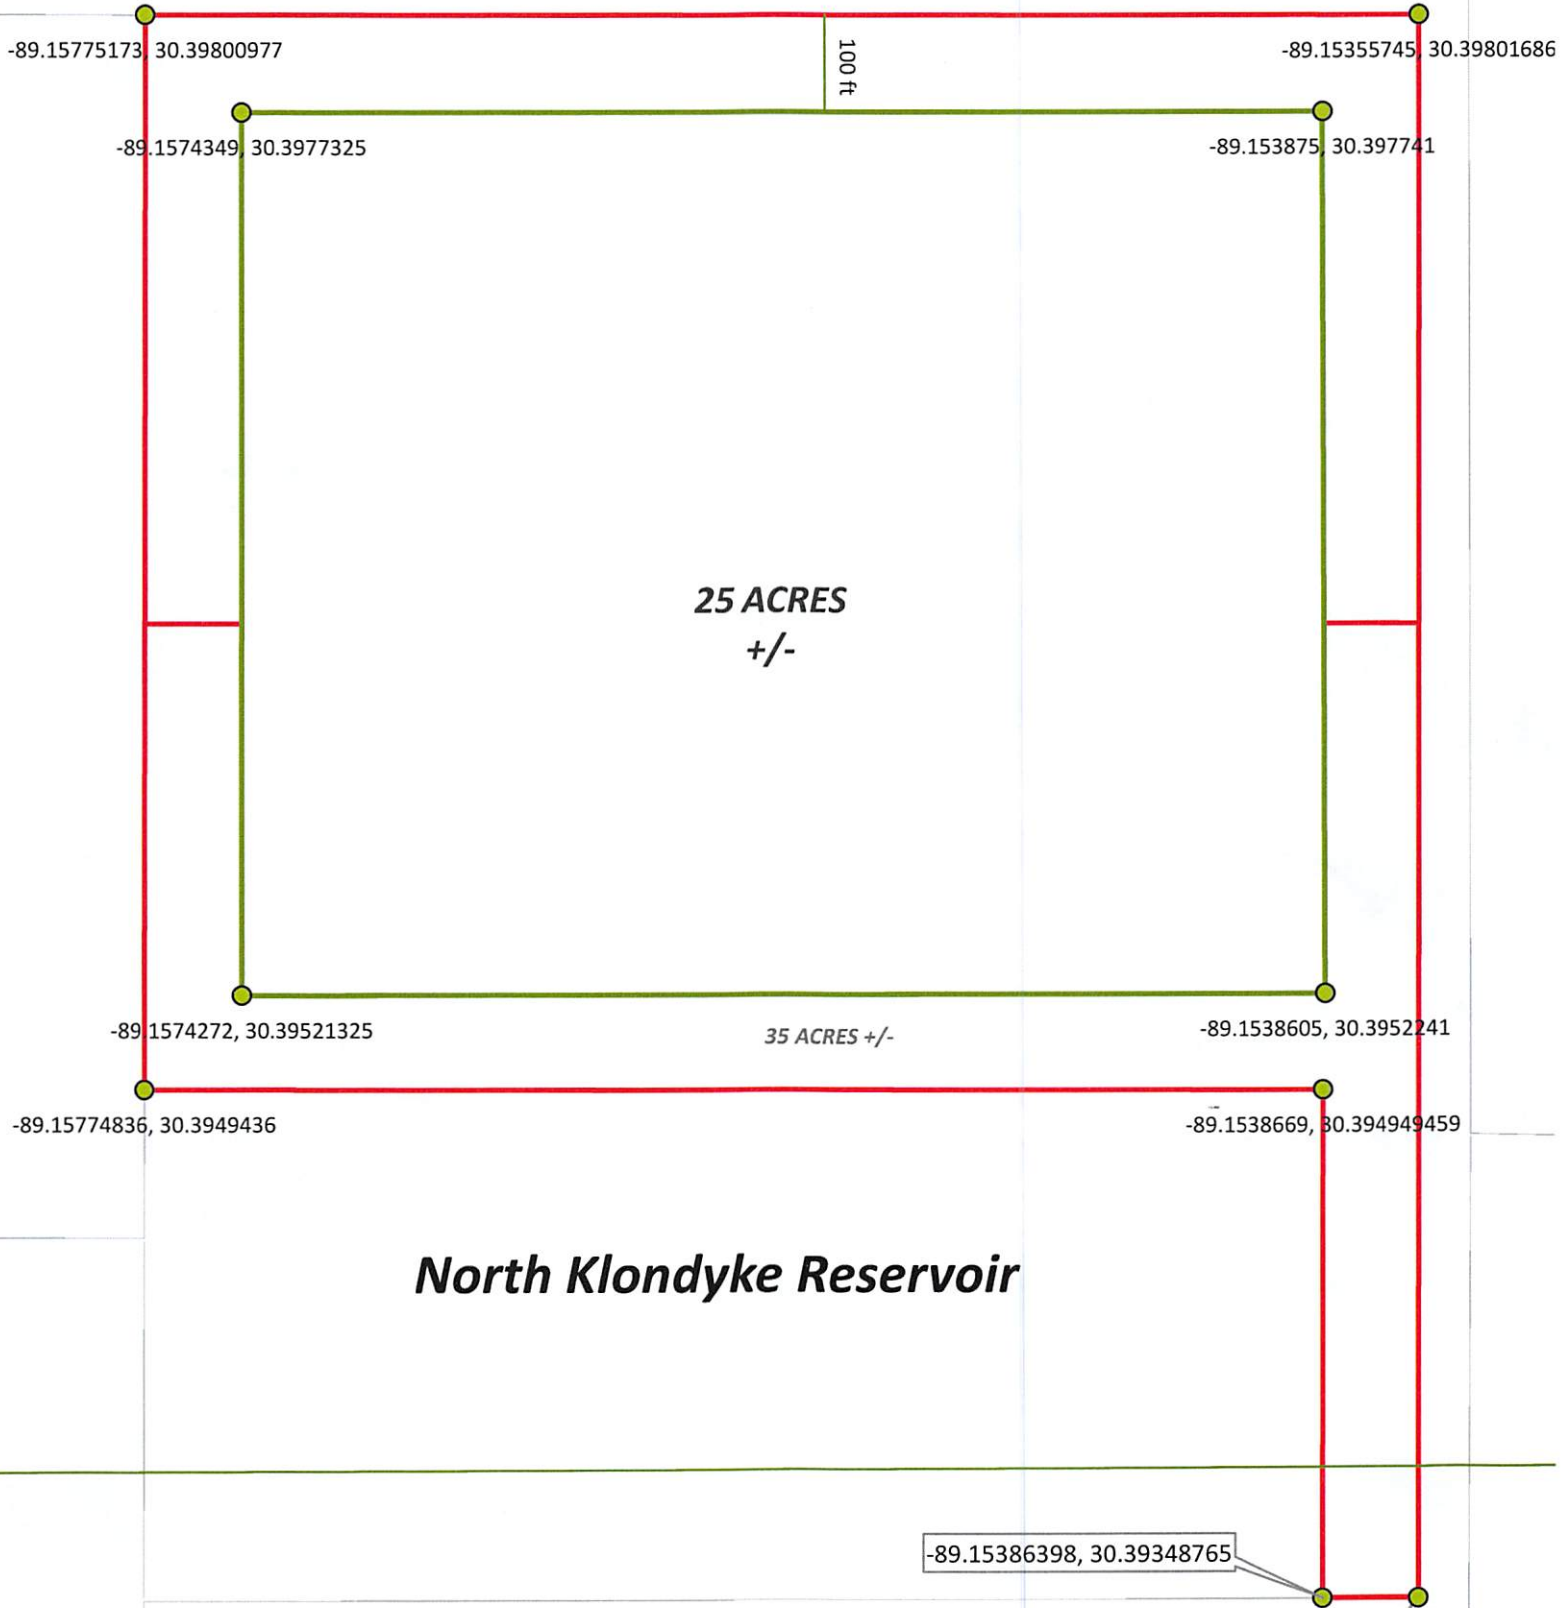 -89.15775173, 30.39800977
-89.15355745, 30.39801686
100 ft
-89.1574349, 30.3977325
-89.153875, 30.397741
25 ACRES
+/-
-89.1574272, 30.39521325
35 ACRES +/-
-89.1538605, 30.3952241
-89.15774836, 30.3949436
-89.1538669, 30.394949459
North Klondyke Reservoir
-89.15386398, 30.39348765